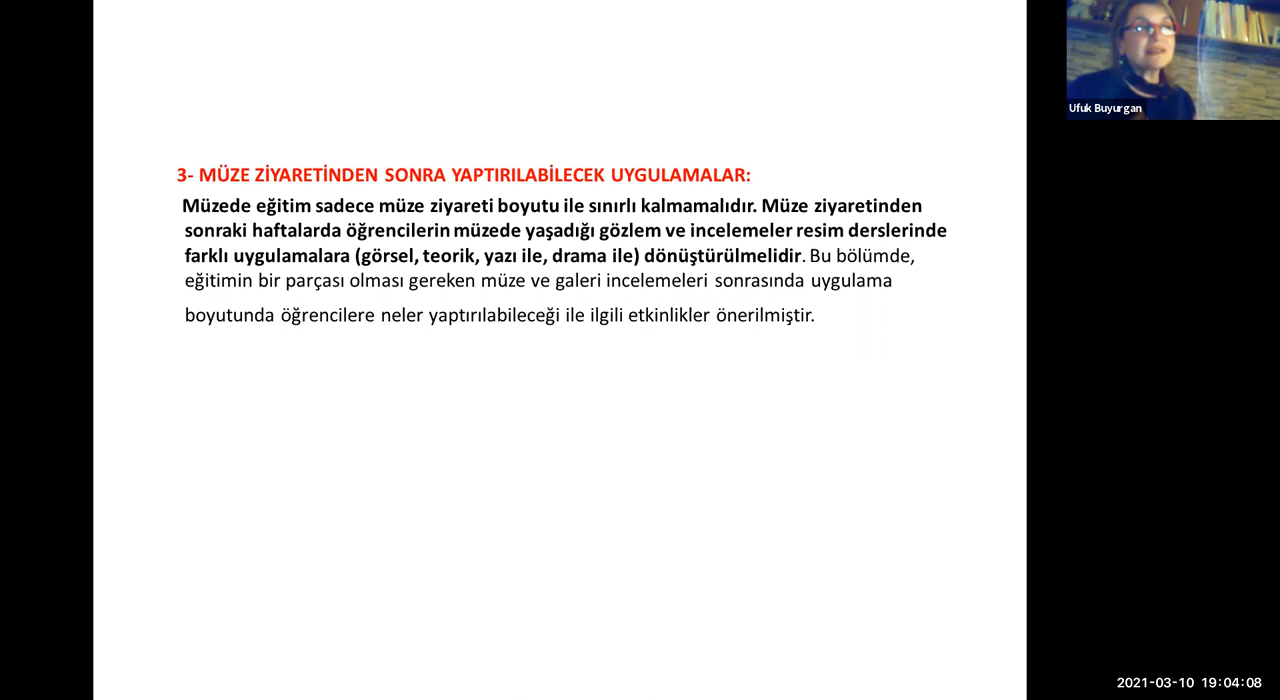 3- MÜZE ZİYARETİNDEN SONRA YAPTIRILABİLECEK UYGULAMALAR:
Müzede eğitim sadece müze ziyareti boyutu ile sınırlı kalmamalıdır. Müze ziyaretinden
sonraki haftalarda öğrencilerin müzede yaşadığı gözlem ve incelemeler resim derslerinde
farklı uygulamalara (görsel, teorik, yazı ile, drama ile) dönüştürülmelidir. Bu bölümde,
eğitimin bir parçası olması gereken müze ve galeri incelemeleri sonrasında uygulama
boyutunda öğrencilere neler yaptırılabileceği ile ilgili etkinlikler önerilmiştir.
Ufuk Buyurgan
2021-03-10 19:04:08